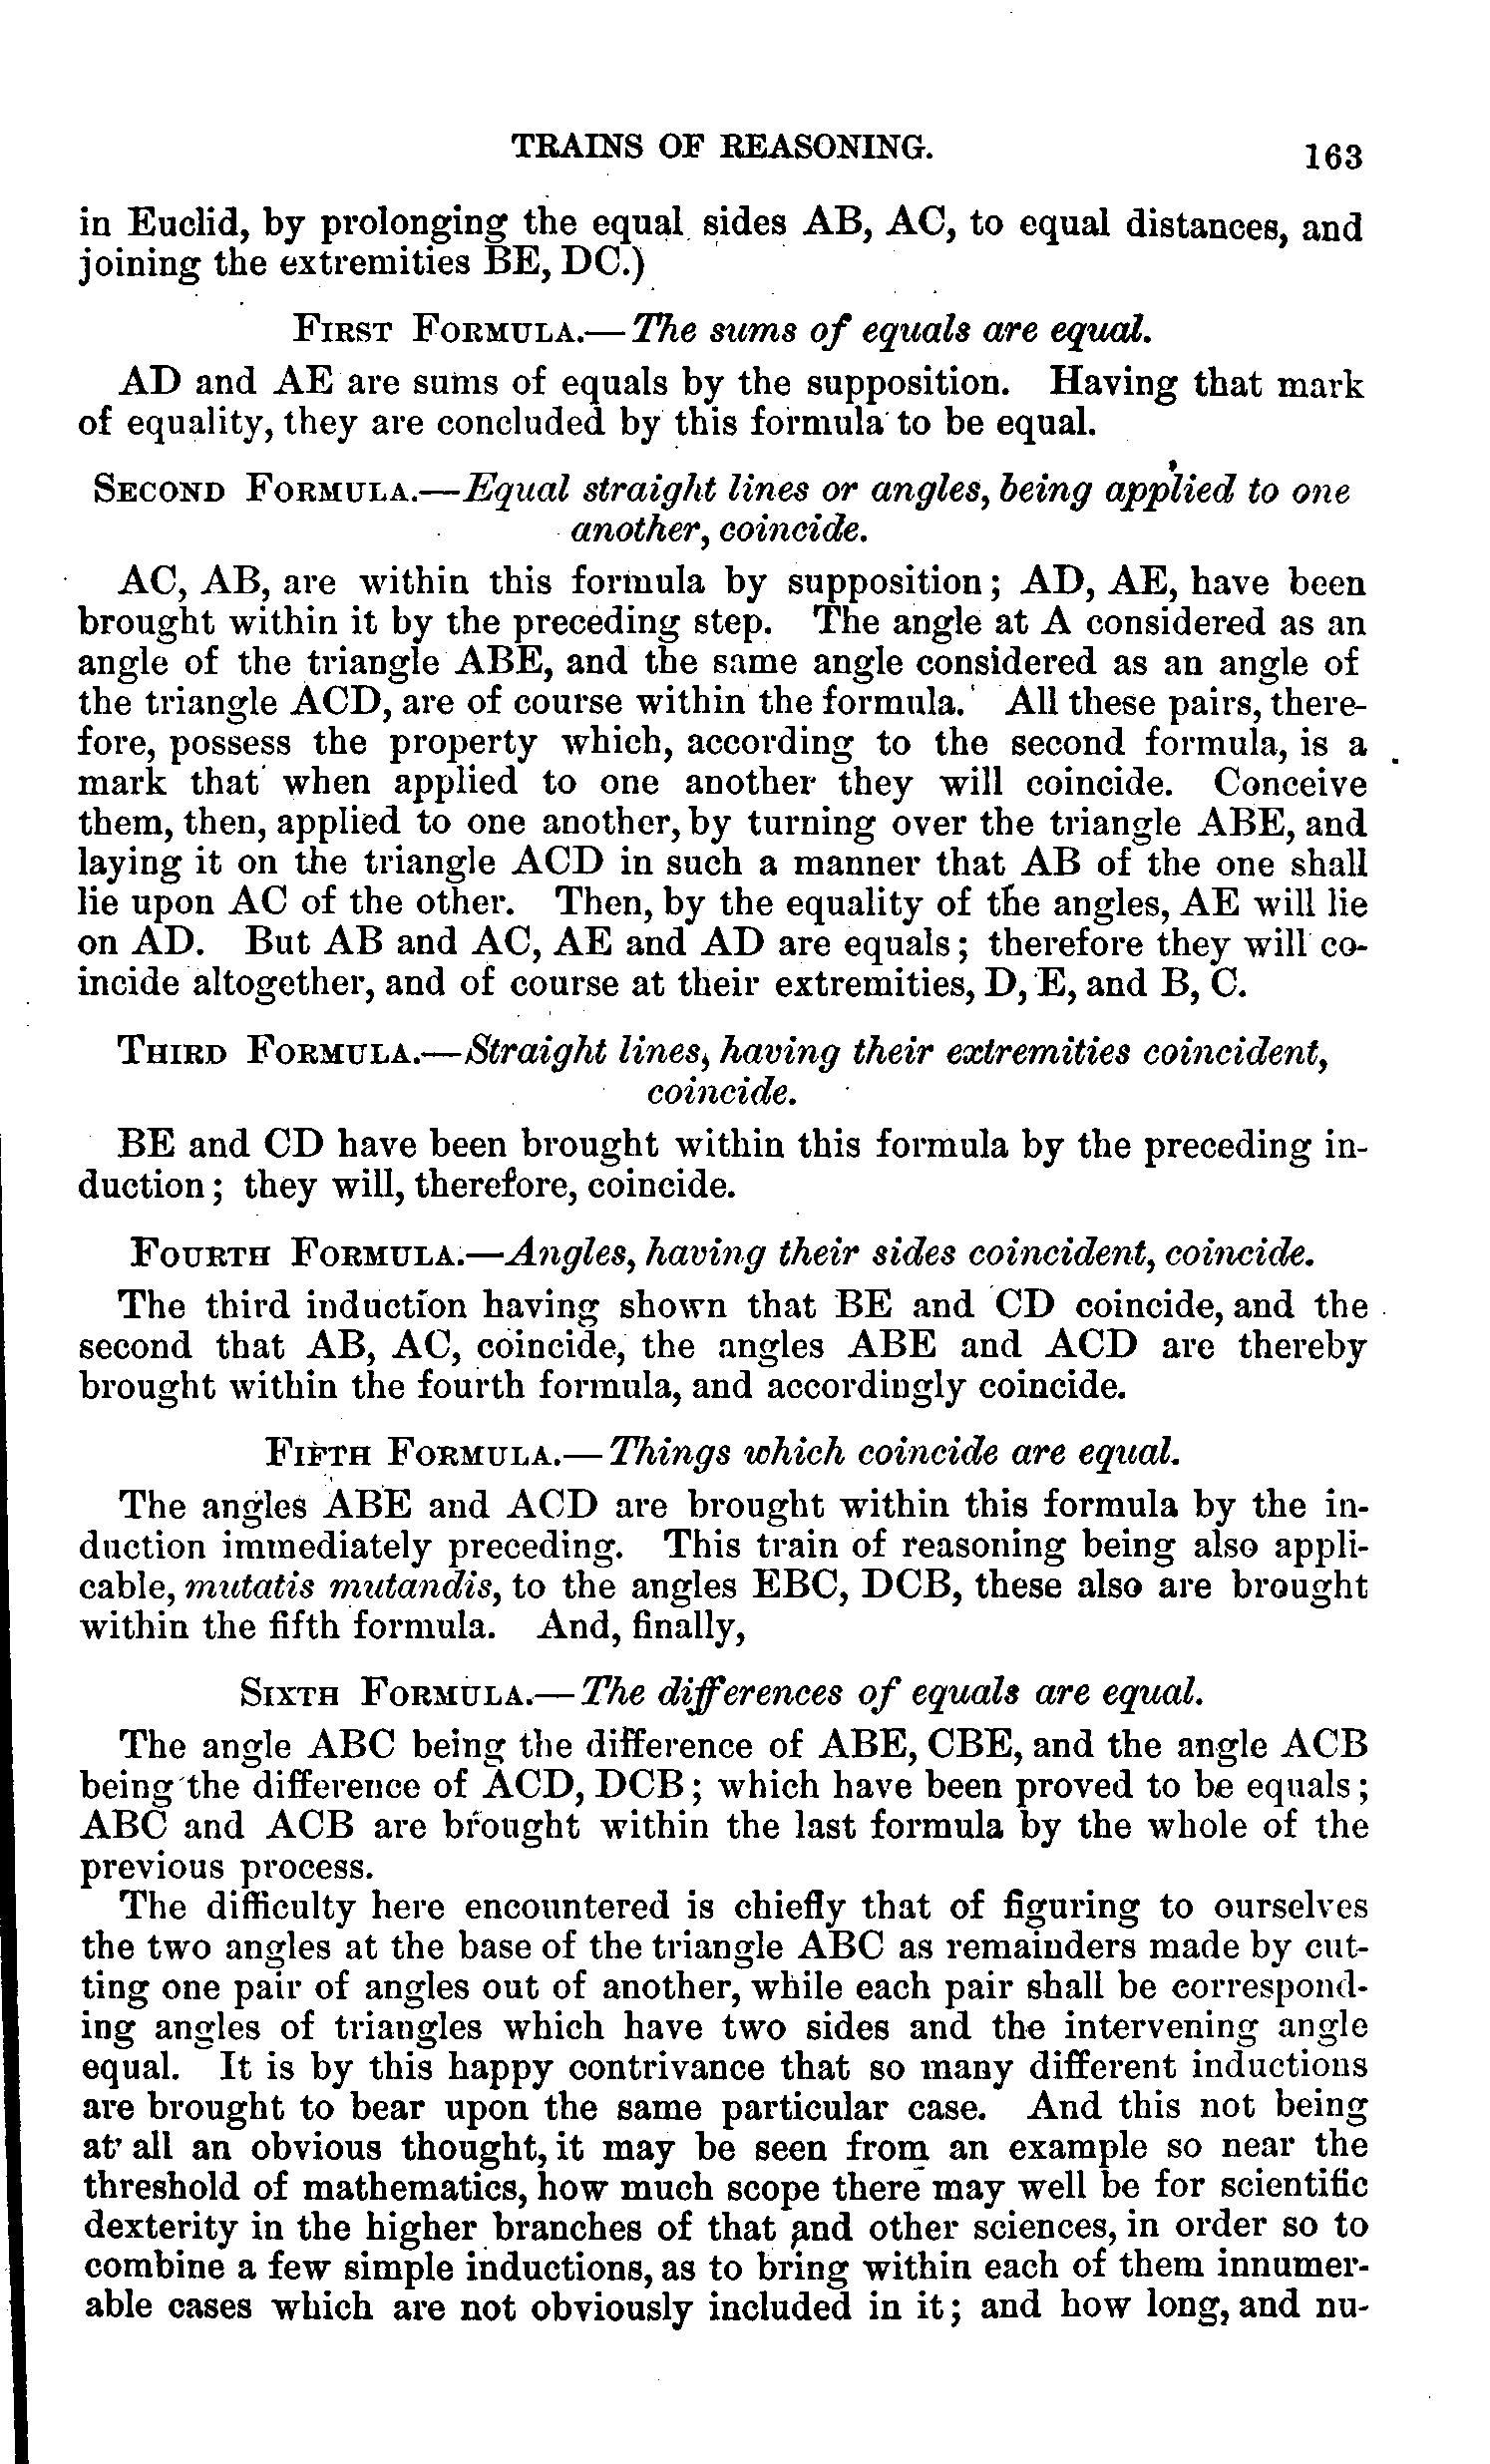 TRAINS OF REASONING. 163
in Euclid, by prolonging the equal sides AB, AC, to equal distances, and
joining the extremities BE, DC.)
FIRST FORMULA.—The sums of equals are equal.
AD and AE are sums of equals by the supposition. Having that mark
of equality, they are concluded by this formula to be equal.
SECOND FORMULA.—Equal straight lines or angles, being applied to one
another, coincide.
AC, AB, are within this formula by supposition; AD, AE, have been
brought within it by the preceding step. The angle at A considered as an
angle of the triangle ABE, and the same angle considered as an angle of
the triangle ACD, are of course within the formula. All these pairs, there-
fore, possess the property which, according to the second formula, is a
mark that when applied to one another they will coincide. Conceive
them, then, applied to one another, by turning over the triangle ABE, and
laying it on the triangle ACD in such a manner that AB of the one shall
lie upon AC of the other. Then, by the equality of the angles, AE will lie
on AD. But AB and AC, AE and AD are equals; therefore they will co-
incide altogether, and of course at their extremities, D, E, and B, C.
THIRD FORMULA.—Straight lines, having their extremities coincident,
coincide.
BE and CD have been brought within this formula by the preceding in-
duction; they will, therefore, coincide.
FOURTH FORMULA.—Angles, having their sides coincident, coincide.
The third induction having shown that BE and CD coincide, and the
second that AB, AC, coincide, the angles ABE and ACD are thereby
brought within the fourth formula, and accordingly coincide.
FIFTH FORMULA.—Things which coincide are equal.
The angles ABE and ACD are brought within this formula by the in-
duction immediately preceding. This train of reasoning being also appli-
cable, mutatis mutandis, to the angles EBC, DCB, these also are brought
within the fifth formula. And, finally,
SIXTH FORMULA.—The differences of equals are equal.
The angle ABC being the difference of ABE, CBE, and the angle ACB
being the difference of ACD, DCB; which have been proved to be equals;
ABC and ACB are brought within the last formula by the whole of the
previous process.
The difficulty here encountered is chiefly that of figuring to ourselves
the two angles at the base of the triangle ABC as remainders made by cut-
ting one pair of angles out of another, while each pair shall be correspond-
ing angles of triangles which have two sides and the intervening angle
equal. It is by this happy contrivance that so many different inductions
are brought to bear upon the same particular case. And this not being
at all an obvious thought, it may be seen from an example so near the
threshold of mathematics, how much scope there may well be for scientific
dexterity in the higher branches of that and other sciences, in order so to
combine a few simple inductions, as to bring within each of them innumer-
able cases which are not obviously included in it; and how long, and nu-